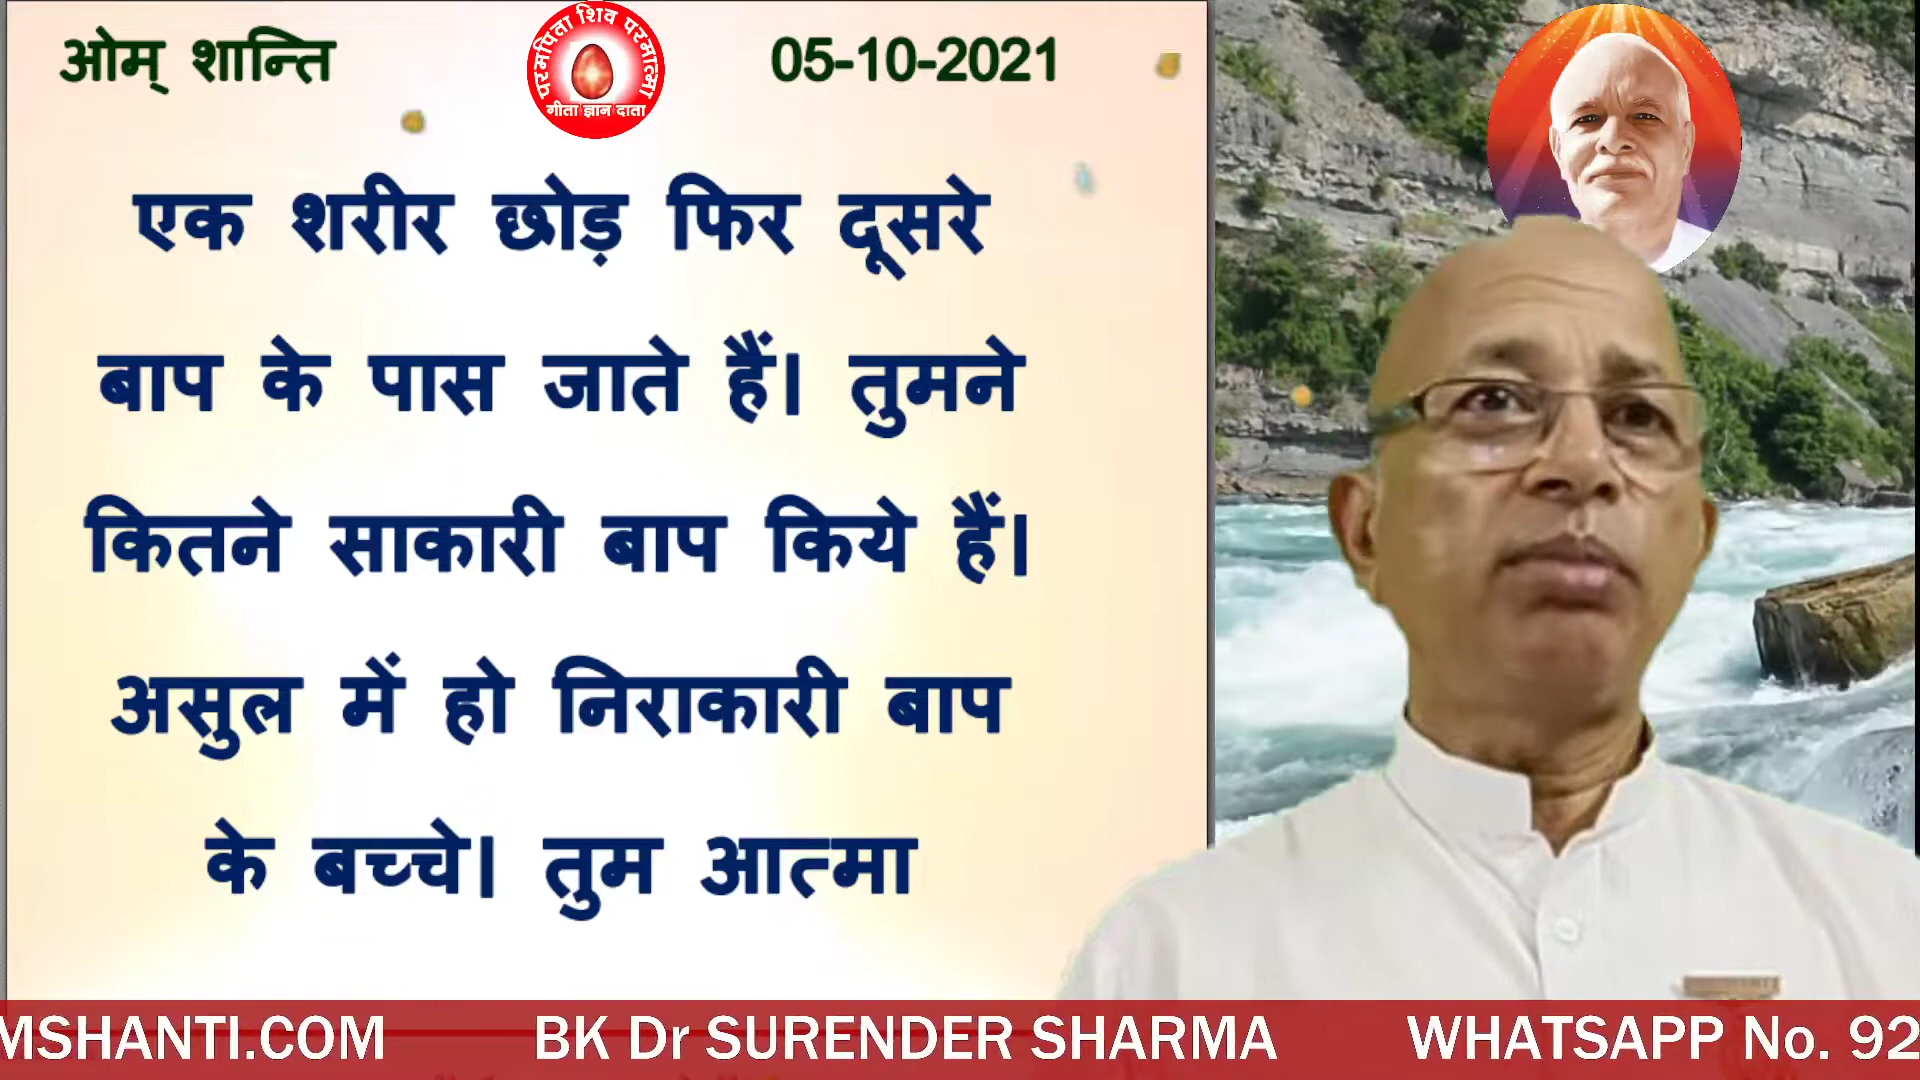 ओम् शान्ति
परमपिता शिव परमात्मा
गीता ज्ञान दाता
05-10-2021
एक शरीर छोड़ फिर दूसरे
बाप के पास जाते हैं। तुमने
कितने साकारी बाप किये हैं।
असुल में हो निराकारी बाप
के बच्चे। तुम आत्मा
MSHANTI.COM BK Dr SURENDER SHARMA WHATSAPP No. 92